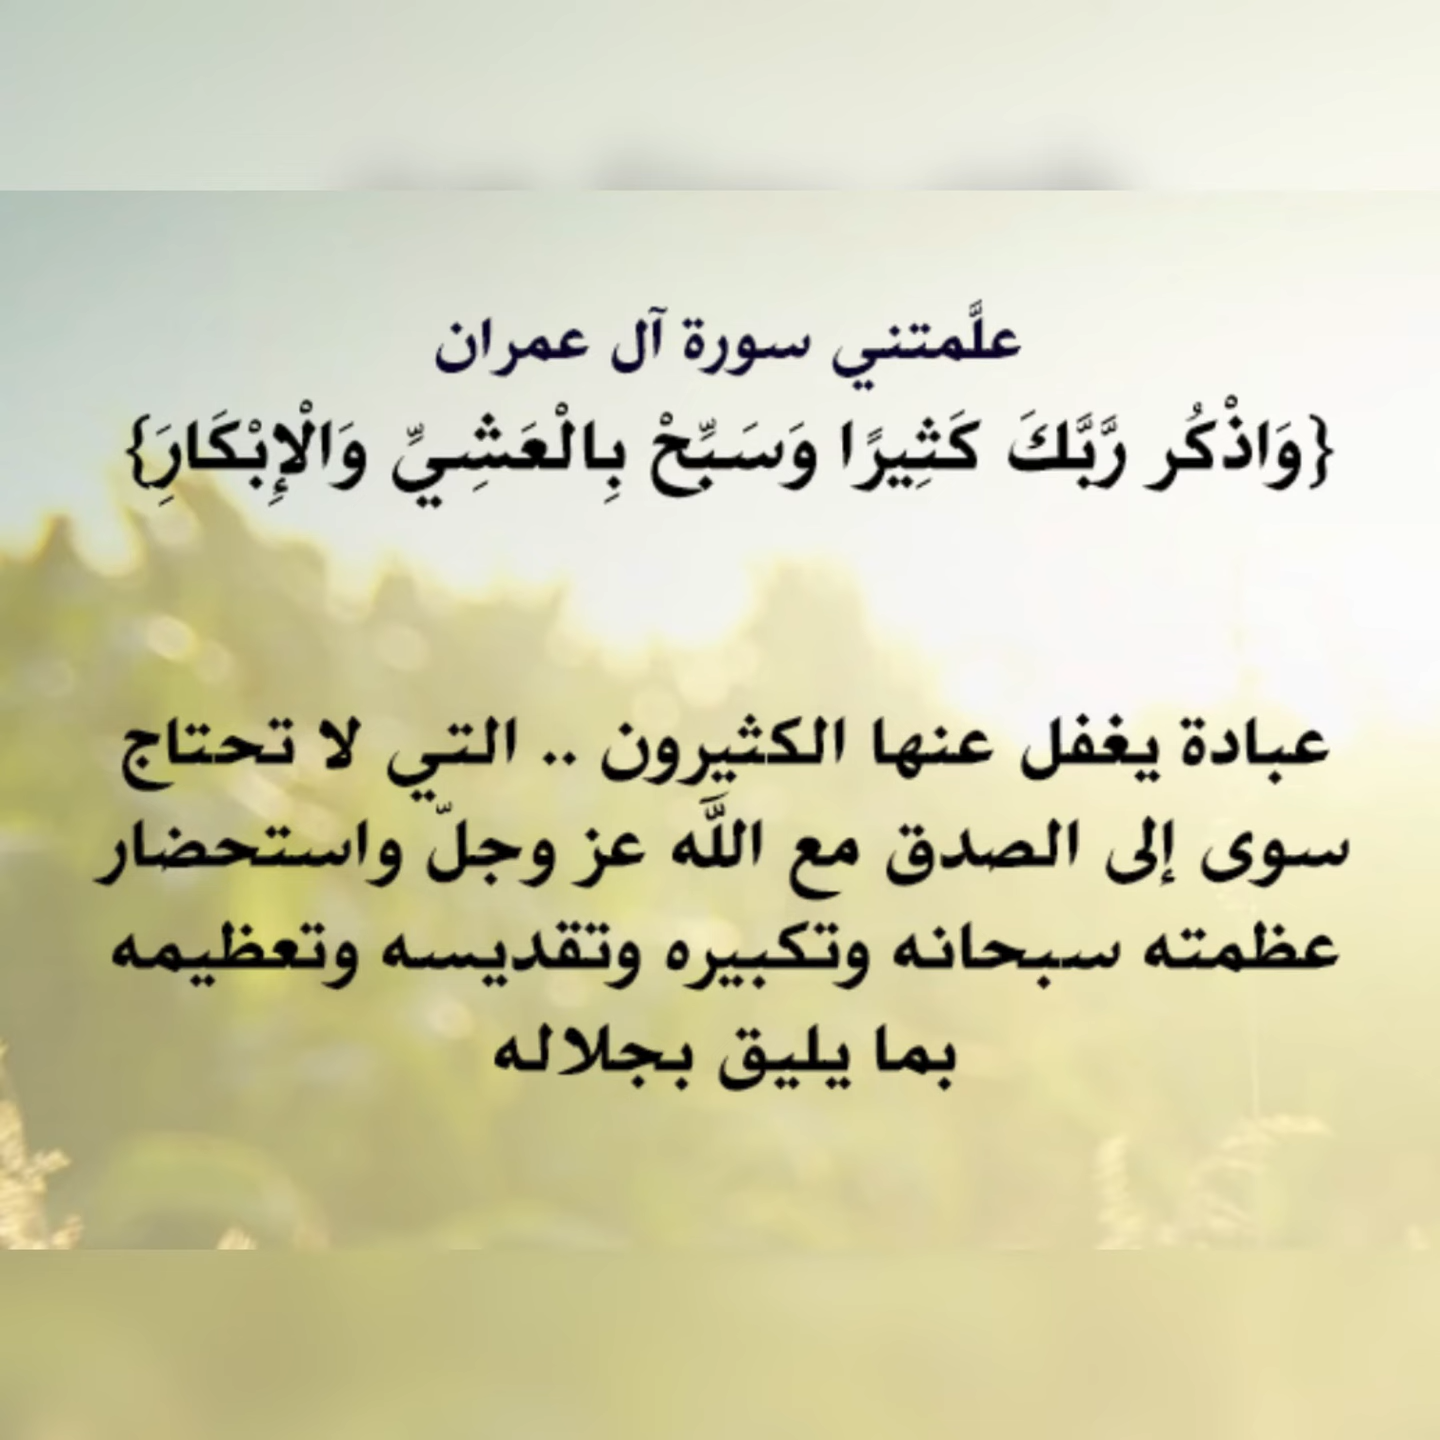 علَّمتني سورة آل عمران
{وَاذْكُر رَّبَّكَ كَثِيرًا وَسَبِّحْ بِالْعَشِيِّ وَالْإِبْكَارَِ}
عبادة يغفل عنها الكثيرون .. التي لا تحتاج
سوى إلى الصدق مع اللَّه عز وجلّ واستحضار
عظمته سبحانه وتكبيره وتقديسه وتعظيمه
بما يليق بجلاله